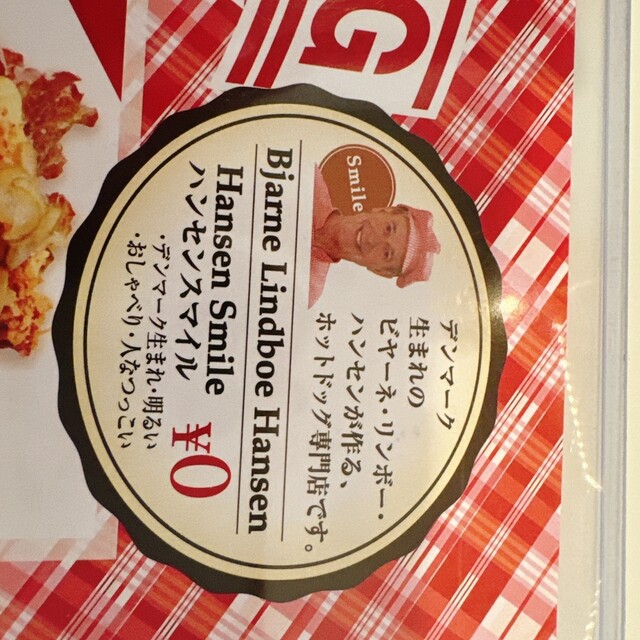 G
Smile
デンマーク
生まれの
ビヤーネ・リンボー・
ハンセンが作る、
ホットドッグ専門店です。
Bjarne Lindboe Hansen
Hansen Smile
ハンセンスマイル
¥0
・デンマーク生まれ・明るい
・おしゃべり・人なつっこい